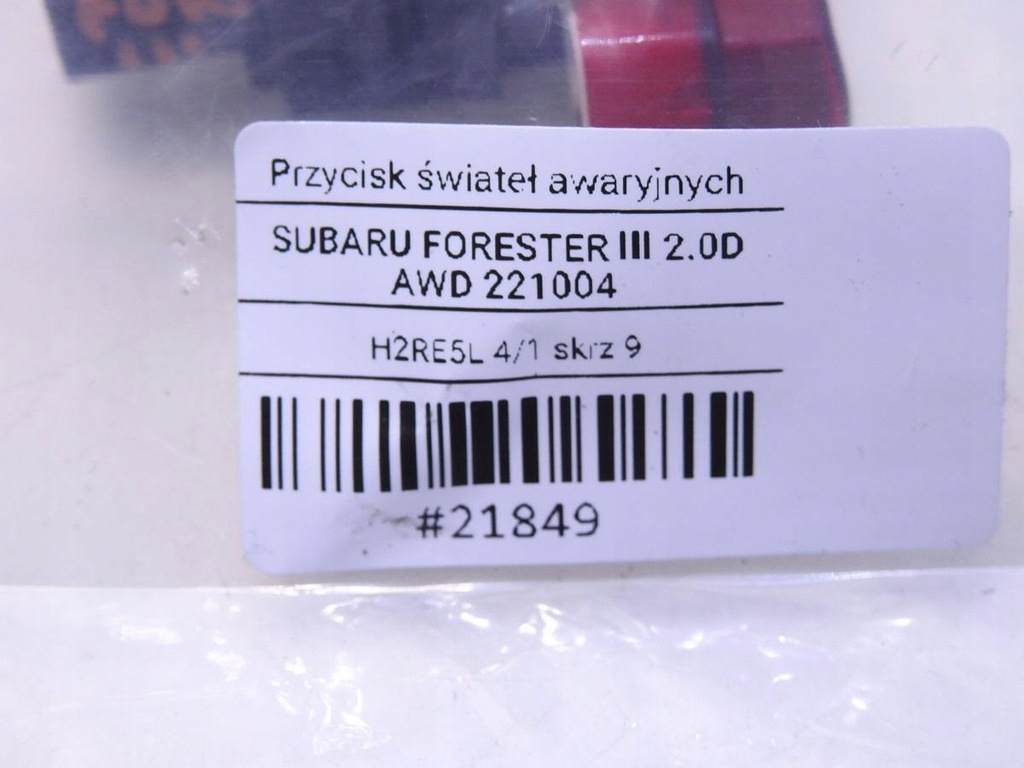 Przycisk świateł awaryjnych
SUBARU FORESTER III 2.0D
AWD 221004
H2RE5L 4/1 skrz 9
#21849